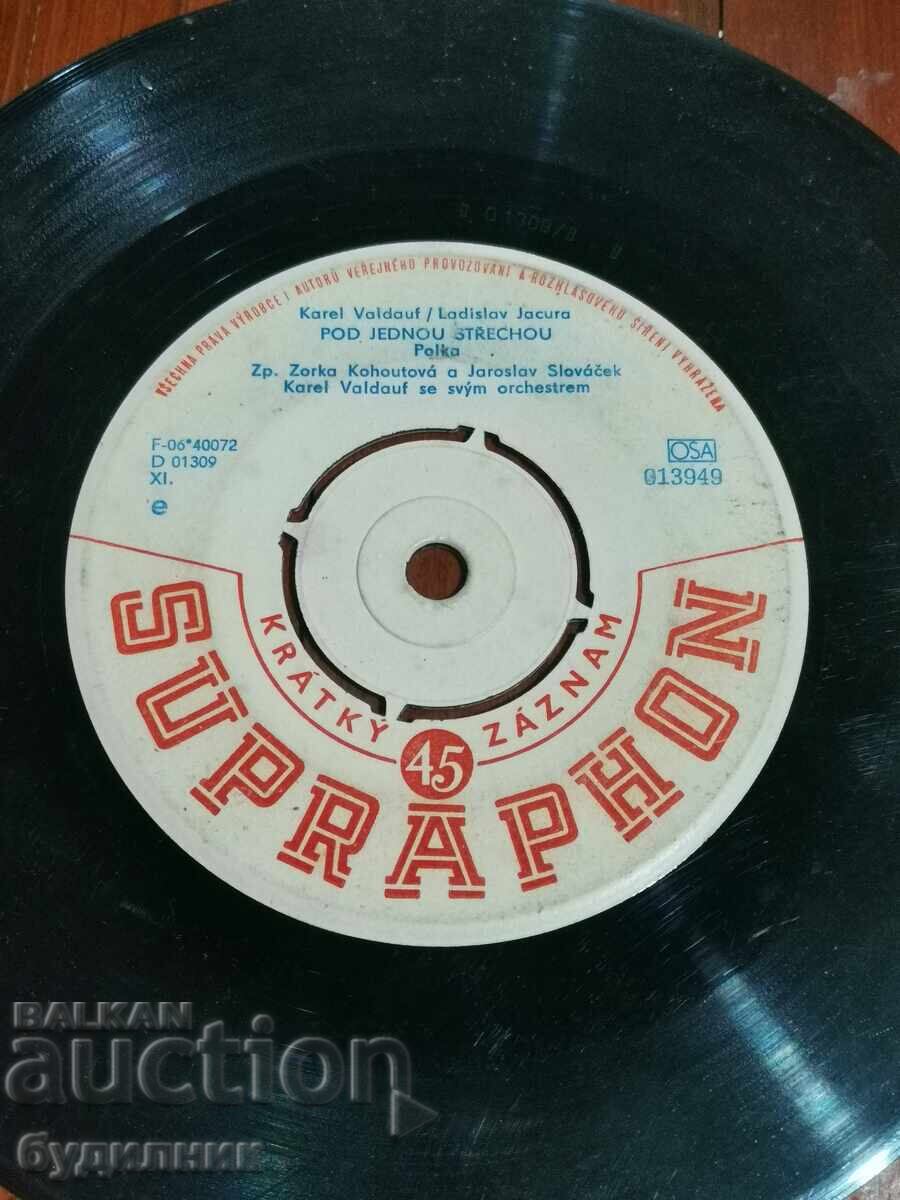 VŠECHNA PRÁVA VÝROBCE I AUTORŮ VEŘEJNÉHO PROVOZOVÁNÍ A ROZHLASOVÉHO ŠÍŘENÍ VYHRAŽENA
Karel Valdauf/Ladislav Jacura
POD JEDNOU STŘECHOU
Polka
Zp. Zorka Kohoutová a Jaroslav Slováček
Karel Valdauf se svým orchestrem
F-06*40072
D 01309
XI.
e
OSA
013949
KRÁTKÝ 45 ZÁZNAM
SUPRAPHON
BALKAN
auction
будилник